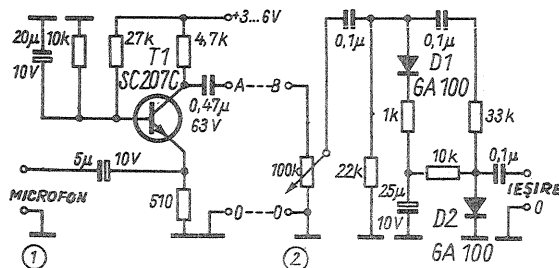 20μ
10V
10k
27k
T1
SC207C
+3...6V
4,7k
0,47μ
63V
A---B
5μ
10V
MICROFON
510
0---0
1
2
100k
0,1μ
22k
D1
GA 100
1k
25μ
10V
10k
0,1μ
33k
0,1μ
IEȘIRE
0
D2
GA 100